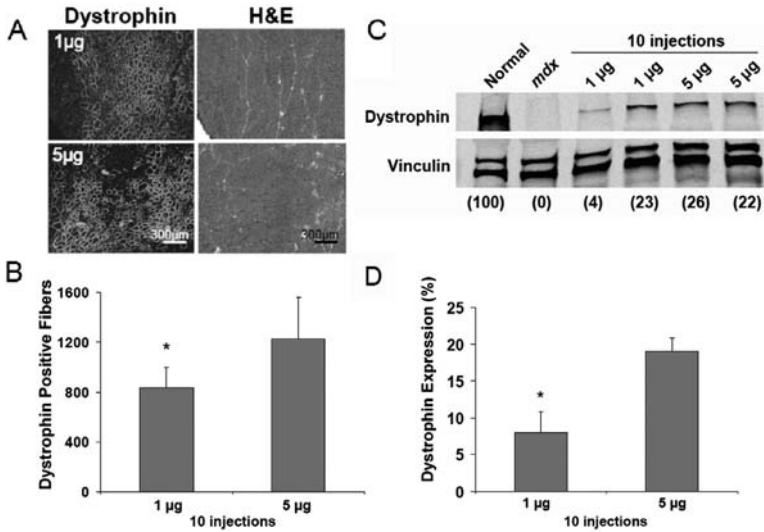 A
Dystrophin
H&E
1µg
5µg
300µm
300µm
B
Dystrophin Positive Fibers
1600
1200
800
400
0
*
1 µg
5 µg
10 injections
C
10 injections
Normal
mdx
1 µg
1 µg
5 µg
5 µg
Dystrophin
Vinculin
(100)
(0)
(4)
(23)
(26)
(22)
D
Dystrophin Expression (%)
25
20
15
10
5
0
*
1 µg
5 µg
10 injections